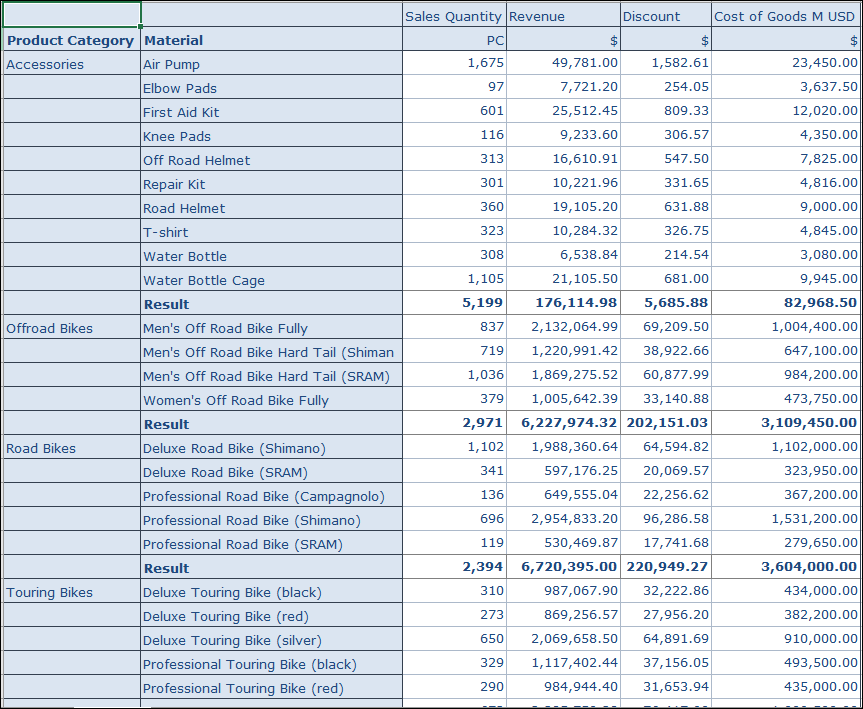 Sales Quantity Revenue Discount Cost of Goods M USD
Product Category Material PC $ $ $
Accessories Air Pump 1,675 49,781.00 1,582.61 23,450.00
Elbow Pads 97 7,721.20 254.05 3,637.50
First Aid Kit 601 25,512.45 809.33 12,020.00
Knee Pads 116 9,233.60 306.57 4,350.00
Off Road Helmet 313 16,610.91 547.50 7,825.00
Repair Kit 301 10,221.96 331.65 4,816.00
Road Helmet 360 19,105.20 631.88 9,000.00
T-shirt 323 10,284.32 326.75 4,845.00
Water Bottle 308 6,538.84 214.54 3,080.00
Water Bottle Cage 1,105 21,105.50 681.00 9,945.00
Result 5,199 176,114.98 5,685.88 82,968.50
Offroad Bikes Men's Off Road Bike Fully 837 2,132,064.99 69,209.50 1,004,400.00
Men's Off Road Bike Hard Tail (Shiman 719 1,220,991.42 38,922.66 647,100.00
Men's Off Road Bike Hard Tail (SRAM) 1,036 1,869,275.52 60,877.99 984,200.00
Women's Off Road Bike Fully 379 1,005,642.39 33,140.88 473,750.00
Result 2,971 6,227,974.32 202,151.03 3,109,450.00
Road Bikes Deluxe Road Bike (Shimano) 1,102 1,988,360.64 64,594.82 1,102,000.00
Deluxe Road Bike (SRAM) 341 597,176.25 20,069.57 323,950.00
Professional Road Bike (Campagnolo) 136 649,555.04 22,256.62 367,200.00
Professional Road Bike (Shimano) 696 2,954,833.20 96,286.58 1,531,200.00
Professional Road Bike (SRAM) 119 530,469.87 17,741.68 279,650.00
Result 2,394 6,720,395.00 220,949.27 3,604,000.00
Touring Bikes Deluxe Touring Bike (black) 310 987,067.90 32,222.86 434,000.00
Deluxe Touring Bike (red) 273 869,256.57 27,956.20 382,200.00
Deluxe Touring Bike (silver) 650 2,069,658.50 64,891.69 910,000.00
Professional Touring Bike (black) 329 1,117,402.44 37,156.05 493,500.00
Professional Touring Bike (red) 290 984,944.40 31,653.94 435,000.00